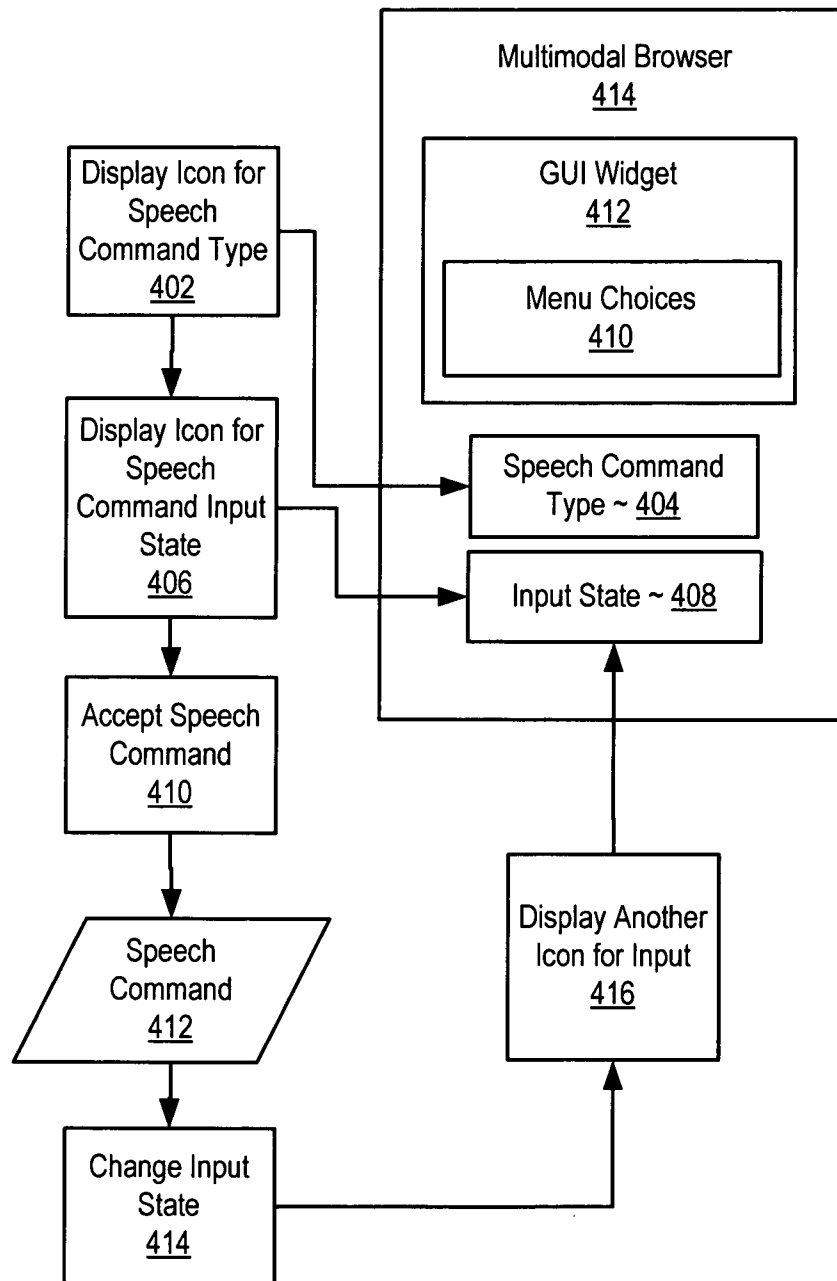 Multimodal Browser
414
GUI Widget
412
Menu Choices
410
Speech Command
Type ~ 404
Input State ~ 408
Display Icon for
Speech
Command Type
402
Display Icon for
Speech
Command Input
State
406
Accept Speech
Command
410
Speech
Command
412
Change Input
State
414
Display Another
Icon for Input
416